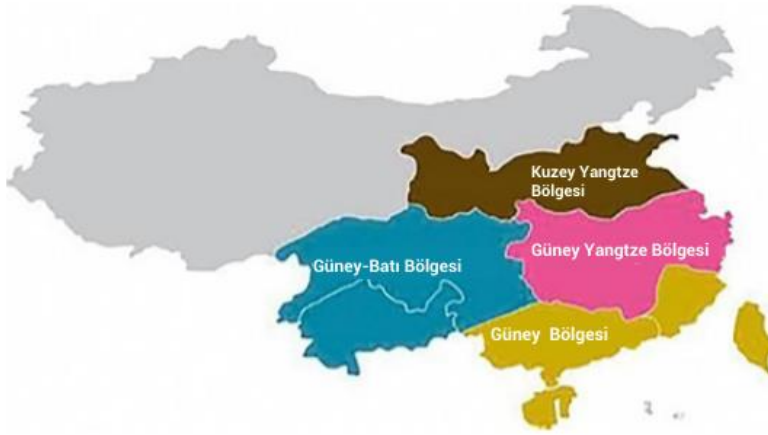 Kuzey Yangtze
Bölgesi
Güney Yangtze Bölgesi
Güney-Batı Bölgesi
Güney Bölgesi